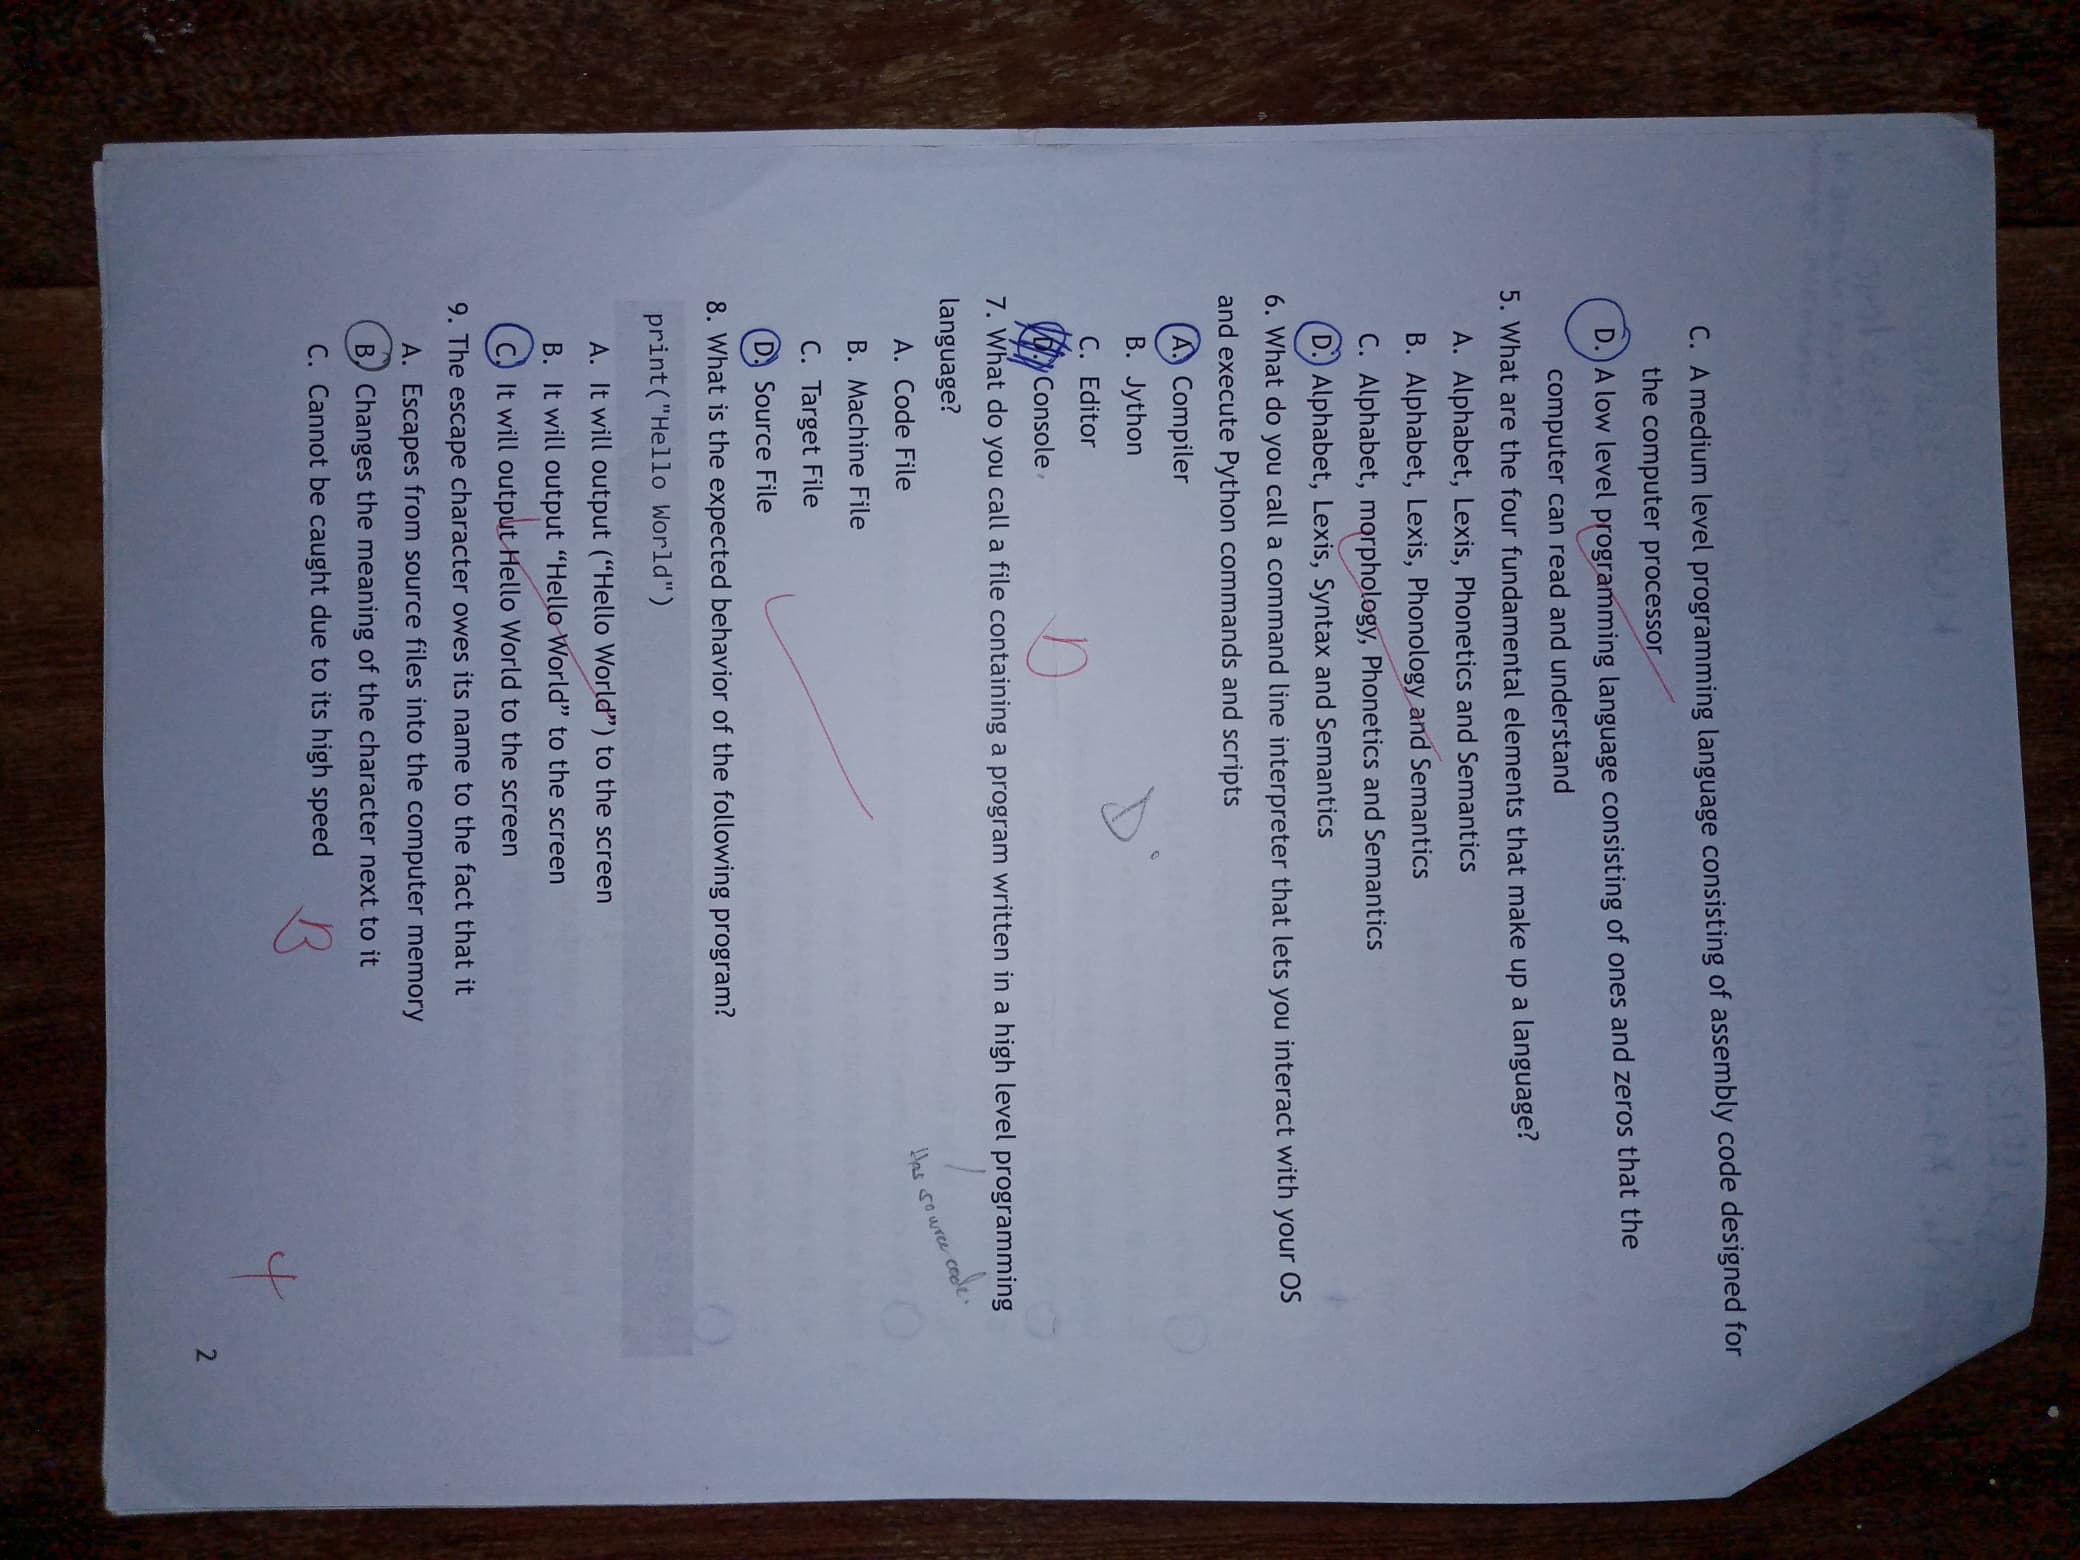 C. A medium level programming language consisting of assembly code designed for
the computer processor
D. A low level programming language consisting of ones and zeros that the
computer can read and understand
5. What are the four fundamental elements that make up a language?
A. Alphabet, Lexis, Phonetics and Semantics
B. Alphabet, Lexis, Phonology and Semantics
C. Alphabet, morphology, Phonetics and Semantics
D. Alphabet, Lexis, Syntax and Semantics
6. What do you call a command line interpreter that lets you interact with your OS
and execute Python commands and scripts
A. Compiler
B. Jython
C. Editor
D.
D. Console
D
7. What do you call a file containing a program written in a high level programming
language?
has source code.
A. Code File
B. Machine File
C. Target File
D. Source File
8. What is the expected behavior of the following program?
print("Hello World")
A. It will output (“Hello World”) to the screen
B. It will output “Hello World” to the screen
C. It will output Hello World to the screen
9. The escape character owes its name to the fact that it
A. Escapes from source files into the computer memory
B. Changes the meaning of the character next to it
C. Cannot be caught due to its high speed
B
4
2